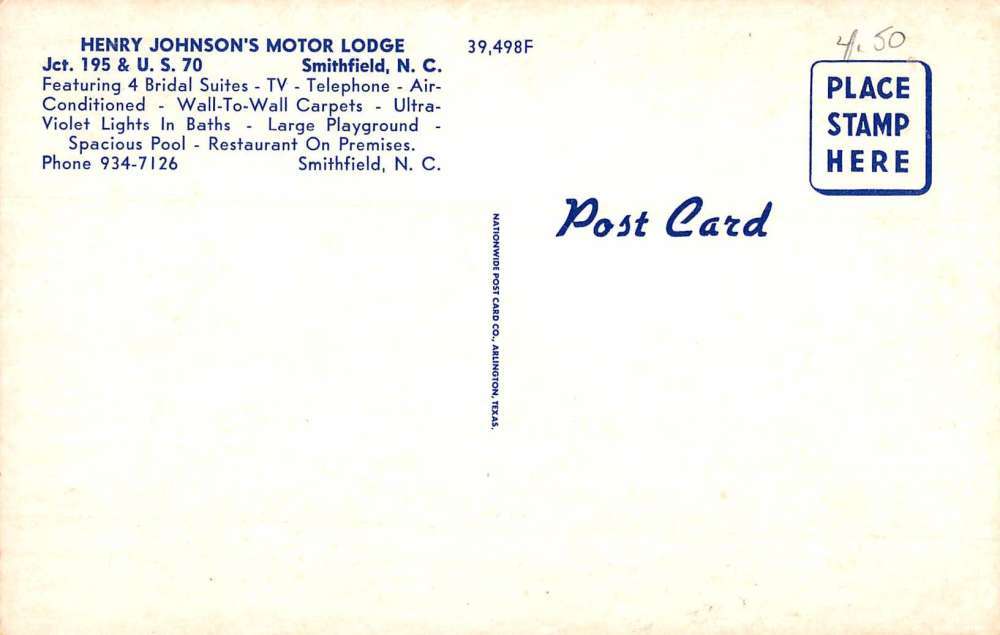 HENRY JOHNSON'S MOTOR LODGE
Jct. 195 & U. S. 70 Smithfield, N. C.
Featuring 4 Bridal Suites - TV - Telephone - Air-
Conditioned - Wall-To-Wall Carpets - Ultra-
Violet Lights In Baths - Large Playground -
Spacious Pool - Restaurant On Premises.
Phone 934-7126 Smithfield, N. C.
39,498F
4.50
PLACE
STAMP
HERE
Post Card
NATIONWIDE POST CARD CO., ARLINGTON, TEXAS.